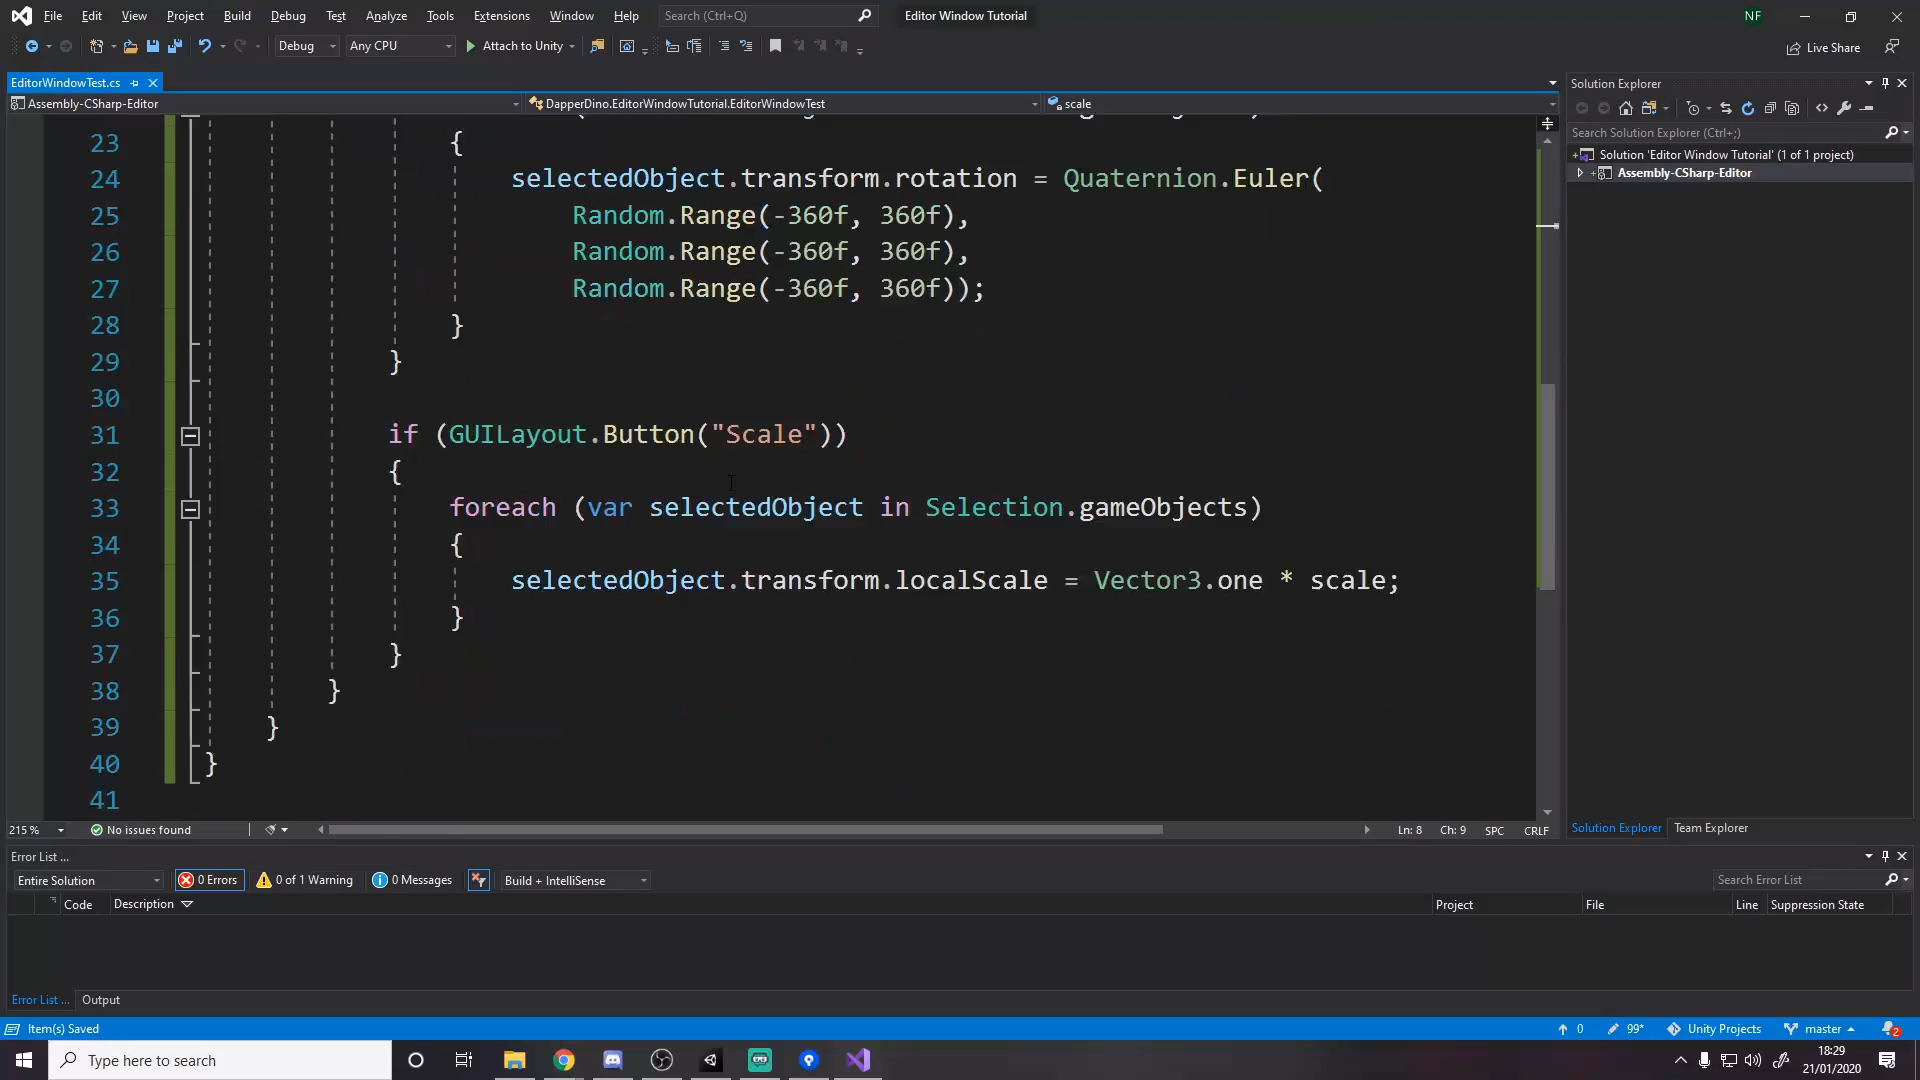 File Edit View Project Build Debug Test Analyze Tools Extensions Window Help Search (Ctrl+Q) Editor Window Tutorial NF
Debug Any CPU Attach to Unity Live Share
EditorWindowTest.cs
Assembly-CSharp-Editor DapperDino.EditorWindowTutorial.EditorWindowTest scale
23 {
24 selectedObject.transform.rotation = Quaternion.Euler(
25 Random.Range(-360f, 360f),
26 Random.Range(-360f, 360f),
27 Random.Range(-360f, 360f));
28 }
29 }
30
31 if (GUILayout.Button("Scale"))
32 {
33 foreach (var selectedObject in Selection.gameObjects)
34 {
35 selectedObject.transform.localScale = Vector3.one * scale;
36 }
37 }
38 }
39 }
40 }
41
215 % No issues found Ln: 8 Ch: 9 SPC CRLF
Solution Explorer
Search Solution Explorer (Ctrl+;)
Solution 'Editor Window Tutorial' (1 of 1 project)
Assembly-CSharp-Editor
Solution Explorer Team Explorer
Error List ...
Entire Solution 0 Errors 0 of 1 Warning 0 Messages Build + IntelliSense Search Error List
Code Description Project File Line Suppression State
Error List ... Output
Item(s) Saved 0 99* Unity Projects master 2
Type here to search
18:29
21/01/2020